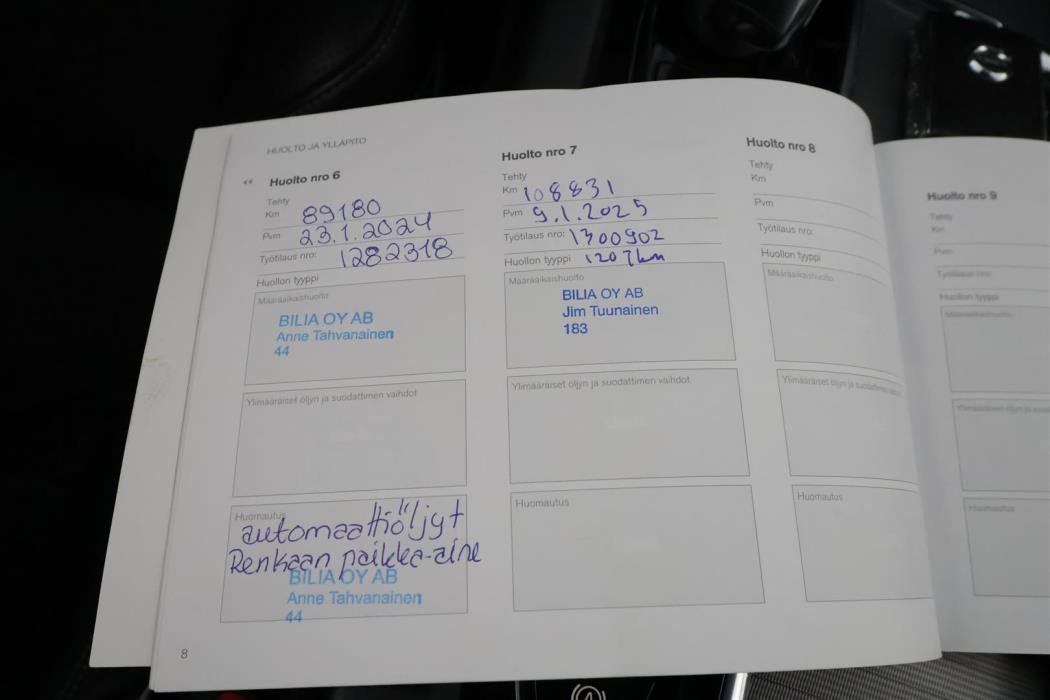 HUOLTO JA YLLÄPITO
Huolto nro 6
Tehty
Km 89180
Pvm 23.1.2024
Työtilaus nro: 1282318
Huollon tyyppi
Määräaikaishuolto
BILIA OY AB
Anne Tahvanainen
44
Ylimääräiset öljyn ja suodattimen vaihdot
Huomautus
automaattiöljyt
Renkaan paikka-aine
BILIA OY AB
Anne Tahvanainen
44
8
Huolto nro 7
Tehty
Km 108831
Pvm 9.1.2025
Työtilaus nro: 1300902
Huollon tyyppi 120Tkm
Määräaikaishuolto
BILIA OY AB
Jim Tuunainen
183
Ylimääräiset öljyn ja suodattimen vaihdot
Huomautus
Huolto nro 8
Tehty
Km
Pvm
Työtilaus nro:
Huollon tyyppi
Määräaikaishuolto
Ylimääräiset öljyn ja suodattimen
Huomautus
Huolto nro 9
Tehty
Km
Pvm
Työtilaus nro:
Huollon tyyppi
Määräaikaishuolto
Ylimääräiset öljyn ja
Huomautus